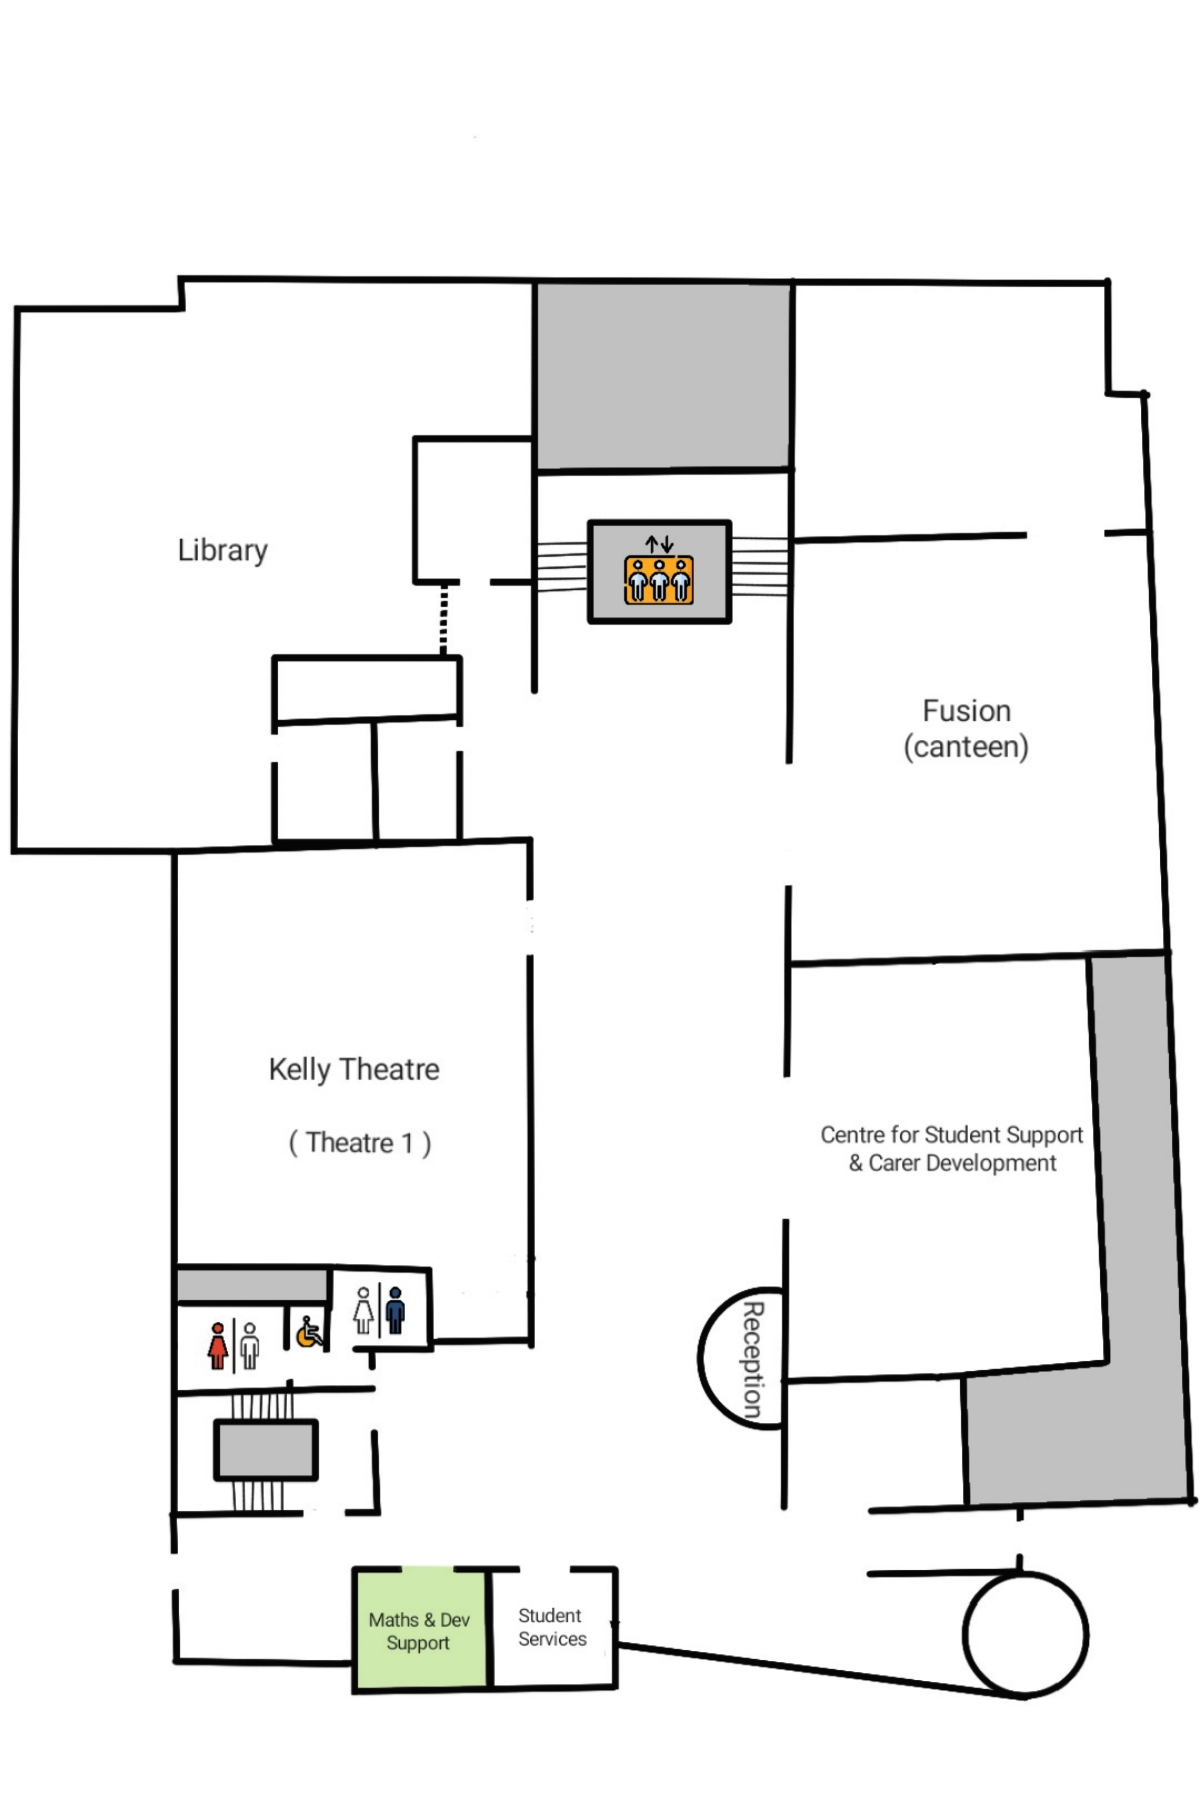 Library
Fusion
(canteen)
Kelly Theatre
( Theatre 1 )
Centre for Student Support
& Carer Development
Reception
Maths & Dev
Support
Student
Services